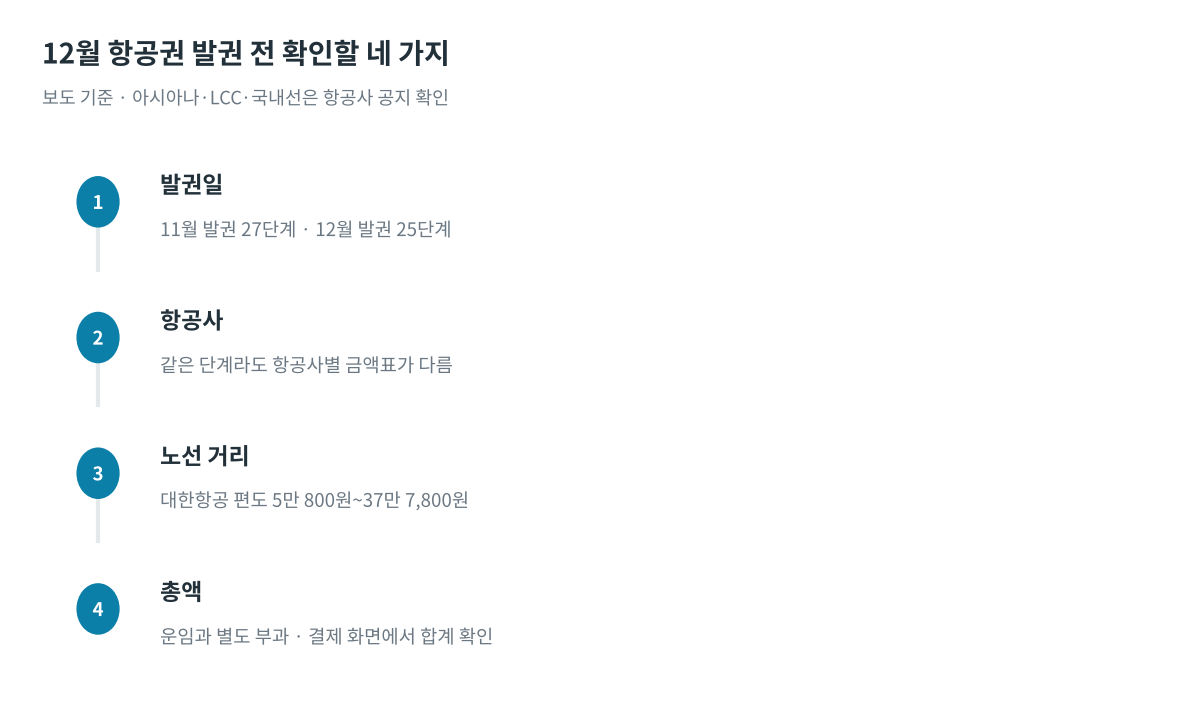 12월 항공권 발권 전 확인할 네 가지
보도 기준 · 아시아나·LCC·국내선은 항공사 공지 확인
1
발권일
11월 발권 27단계 · 12월 발권 25단계
2
항공사
같은 단계라도 항공사별 금액표가 다름
3
노선 거리
대한항공 편도 5만 800원~37만 7,800원
4
총액
운임과 별도 부과 · 결제 화면에서 합계 확인